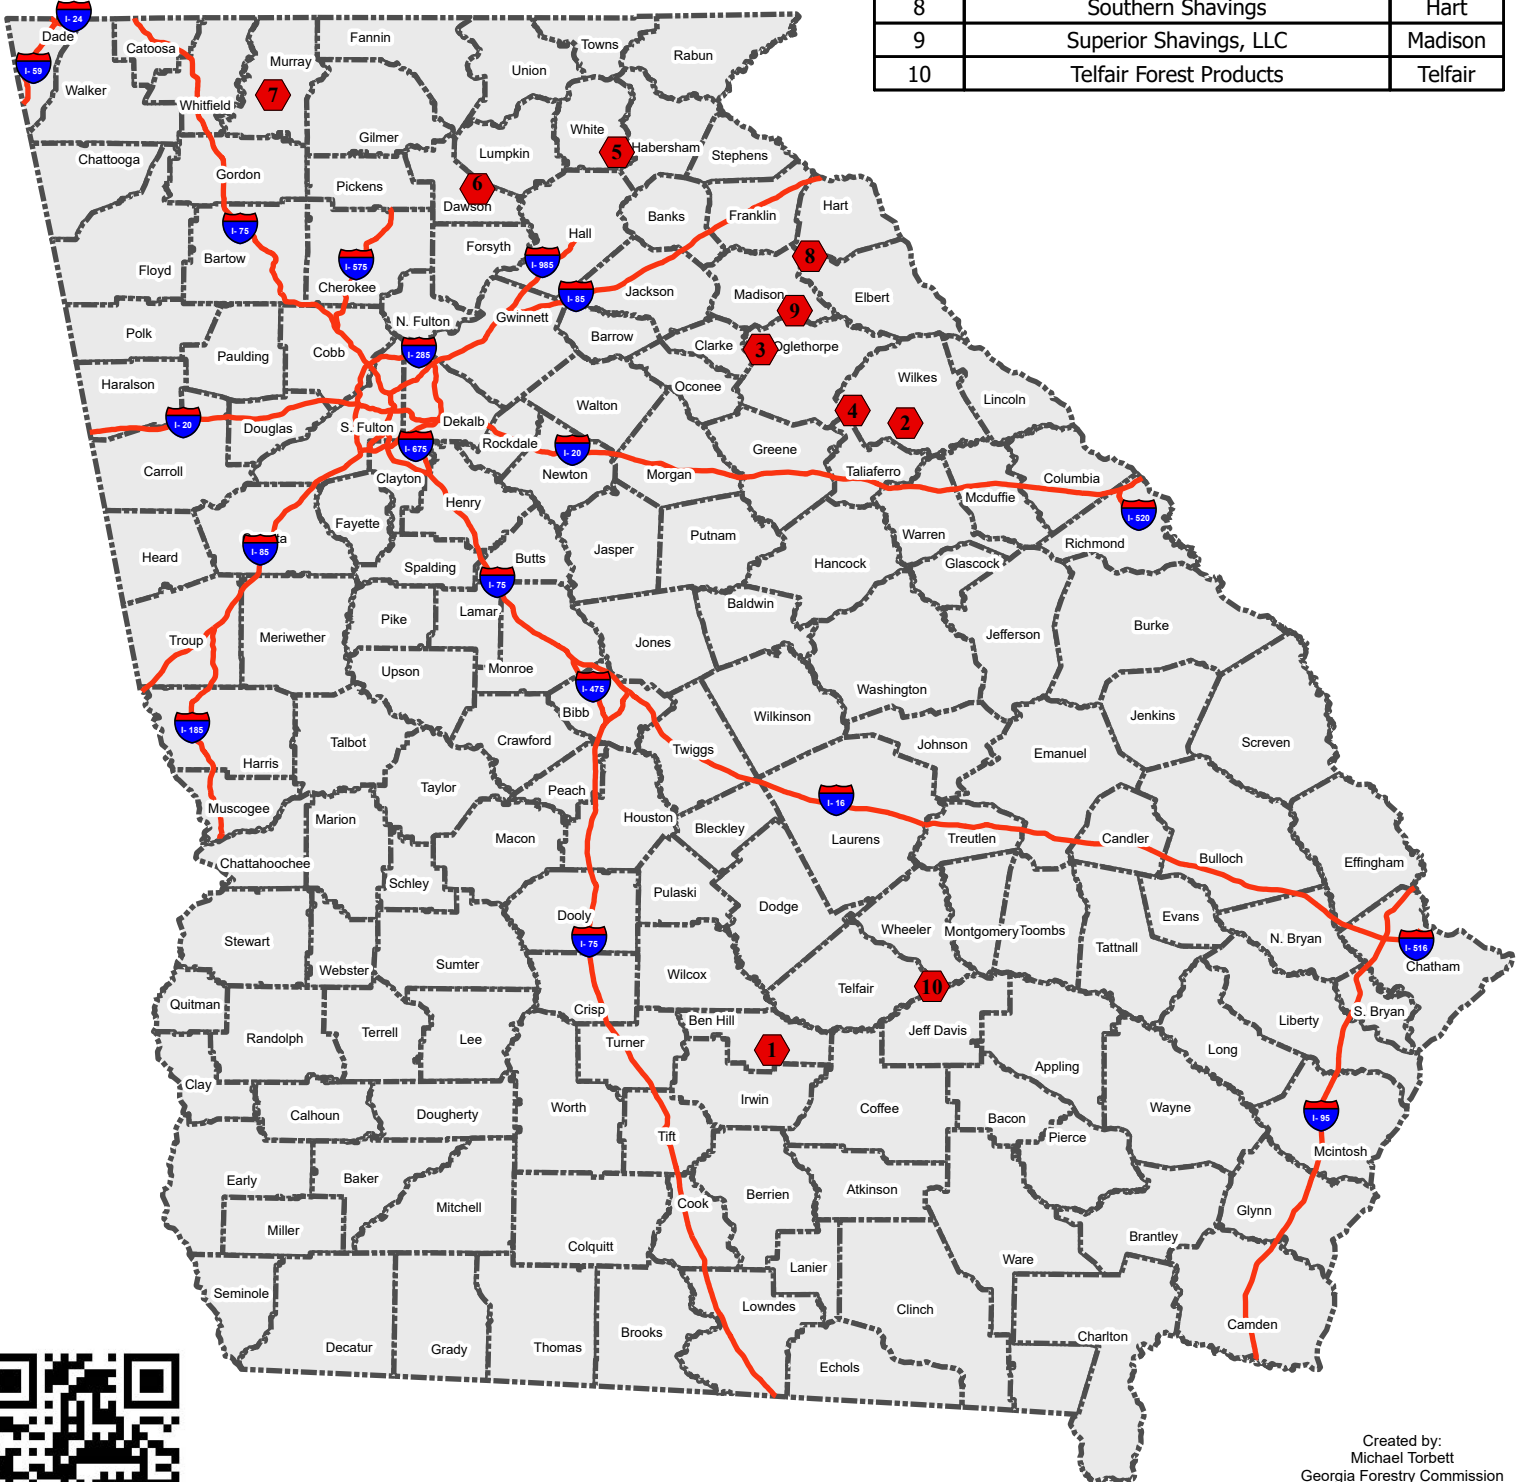 8 Southern Shavings Hart
9 Superior Shavings, LLC Madison
10 Telfair Forest Products Telfair
I- 24
Dade
Catoosa
Fannin
Towns
Rabun
I- 59
Murray
Union
Walker
7
Whitfield
White
Gilmer
5
Habersham
Chattooga
Lumpkin
Stephens
Gordon
Pickens
6
Dawson
Banks
Franklin
Hart
I- 75
Hall
Forsyth
Bartow
I- 575
I- 985
8
Floyd
Cherokee
I- 85
Jackson
Madison
Elbert
9
N. Fulton
Gwinnett
Polk
Barrow
Clarke
3
Oglethorpe
Paulding
Cobb
I- 285
Haralson
Oconee
Wilkes
Walton
Lincoln
I- 20
Douglas
S. Fulton
Dekalb
4
2
I- 675
Rockdale
I- 20
Greene
Carroll
Clayton
Newton
Morgan
Taliaferro
Columbia
Henry
Mcduffie
I- 520
Fayette
Putnam
Warren
Richmond
I- 85
ta
Heard
Spalding
Butts
Jasper
Hancock
Glascock
I- 75
Baldwin
Lamar
Pike
Burke
Troup
Meriwether
Jones
Jefferson
Upson
Monroe
I- 475
Washington
I- 185
Bibb
Wilkinson
Jenkins
Talbot
Crawford
Twiggs
Johnson
Emanuel
Screven
Harris
Taylor
Peach
I- 16
Muscogee
Marion
Houston
Bleckley
Macon
Laurens
Treutlen
Candler
Chattahoochee
Bulloch
Effingham
Schley
Pulaski
Dodge
Dooly
Evans
Wheeler
Montgomery
Toombs
Stewart
I- 75
N. Bryan
I- 516
Tattnall
Webster
Sumter
Wilcox
Chatham
Telfair
10
Quitman
Crisp
S. Bryan
Ben Hill
Liberty
Terrell
Jeff Davis
Randolph
Lee
Turner
1
Long
Appling
Clay
Irwin
Worth
Coffee
Wayne
Calhoun
Dougherty
Bacon
I- 95
Tift
Pierce
Mcintosh
Early
Baker
Atkinson
Berrien
Mitchell
Cook
Glynn
Miller
Brantley
Colquitt
Ware
Lanier
Seminole
Lowndes
Clinch
Camden
Brooks
Charlton
Decatur
Grady
Thomas
Echols
Created by:
Michael Torbett
Georgia Forestry Commission